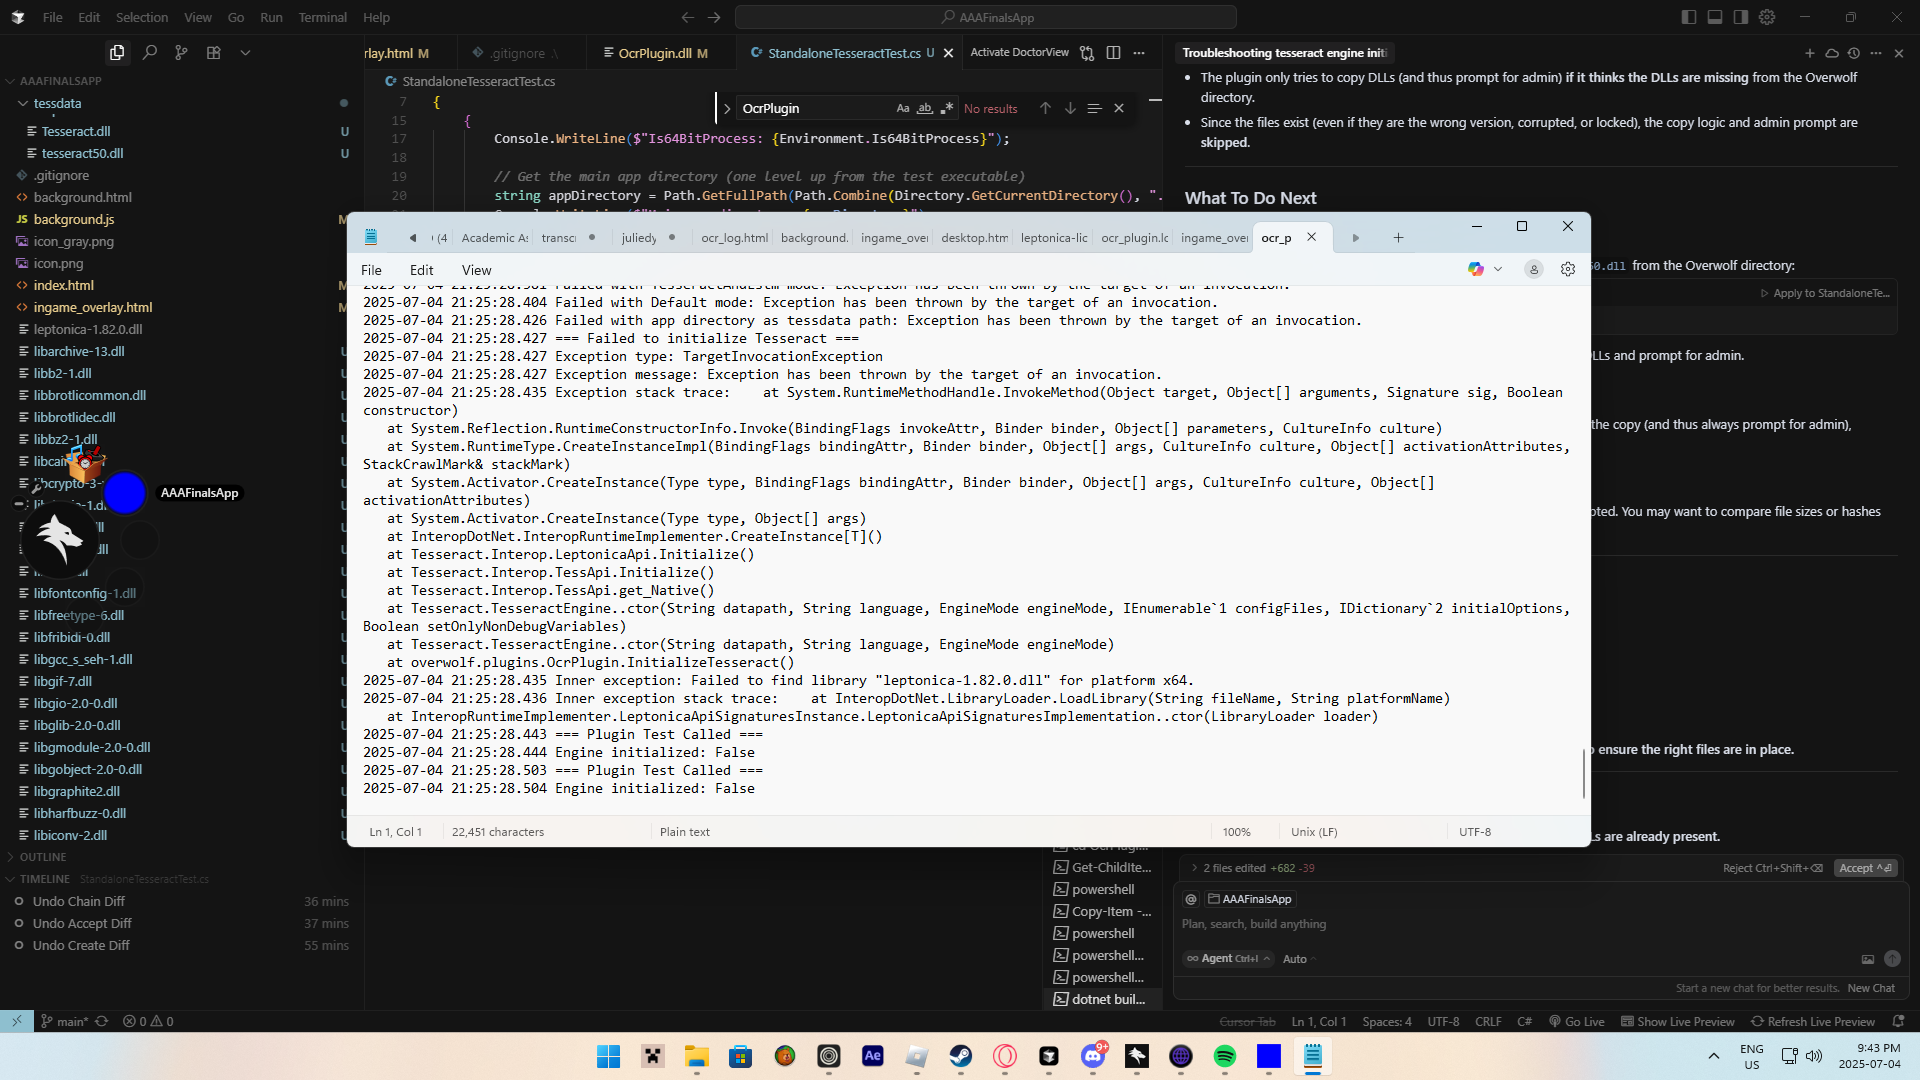 File Edit Selection View Go Run Terminal Help
AAAFinalsApp
AAAFINALSAPP
tessdata
Tesseract.dll U
tesseract50.dll U
.gitignore
background.html
background.js
icon_gray.png
icon.png
index.html
ingame_overlay.html
leptonica-1.82.0.dll
libarchive-13.dll
libb2-1.dll
libbrotlicommon.dll
libbrotlidec.dll
libbz2-1.dll
AAAFinalsApp
libfontconfig-1.dll
libfreetype-6.dll
libfribidi-0.dll
libgcc_s_seh-1.dll
libgif-7.dll
libgio-2.0-0.dll
libglib-2.0-0.dll
libgmodule-2.0-0.dll
libgobject-2.0-0.dll
libgraphite2.dll
libharfbuzz-0.dll
libiconv-2.dll
OUTLINE
TIMELINE StandaloneTesseractTest.cs
Undo Chain Diff 36 mins
Undo Accept Diff 37 mins
Undo Create Diff 55 mins
rlay.html M .gitignore OcrPlugin.dll M StandaloneTesseractTest.cs U Activate DoctorView
StandaloneTesseractTest.cs
OcrPlugin Aa ab No results
7 {
15 {
17 Console.WriteLine($"Is64BitProcess: {Environment.Is64BitProcess}");
18
19 // Get the main app directory (one level up from the test executable)
20 string appDirectory = Path.GetFullPath(Path.Combine(Directory.GetCurrentDirectory(), "..
Troubleshooting tesseract engine initi
• The plugin only tries to copy DLLs (and thus prompt for admin) if it thinks the DLLs are missing from the Overwolf
directory.
• Since the files exist (even if they are the wrong version, corrupted, or locked), the copy logic and admin prompt are
skipped.
What To Do Next
50.dll from the Overwolf directory:
Apply to StandaloneTe...
LLs and prompt for admin.
the copy (and thus always prompt for admin),
pted. You may want to compare file sizes or hashes
o ensure the right files are in place.
Ls are already present.
2 files edited +682 -39 Reject Ctrl+Shift+⌫ Accept ^⏎
@ AAAFinalsApp
Plan, search, build anything
Agent Ctrl+I Auto
Start a new chat for better results. New Chat
(4 Academic As transcr juliedy ocr_log.html background. ingame_over desktop.htm leptonica-lic ocr_plugin.lo ingame_over ocr_p
File Edit View
2025-07-04 21:25:28.404 Failed with Default mode: Exception has been thrown by the target of an invocation.
2025-07-04 21:25:28.426 Failed with app directory as tessdata path: Exception has been thrown by the target of an invocation.
2025-07-04 21:25:28.427 === Failed to initialize Tesseract ===
2025-07-04 21:25:28.427 Exception type: TargetInvocationException
2025-07-04 21:25:28.427 Exception message: Exception has been thrown by the target of an invocation.
2025-07-04 21:25:28.435 Exception stack trace: at System.RuntimeMethodHandle.InvokeMethod(Object target, Object[] arguments, Signature sig, Boolean
constructor)
at System.Reflection.RuntimeConstructorInfo.Invoke(BindingFlags invokeAttr, Binder binder, Object[] parameters, CultureInfo culture)
at System.RuntimeType.CreateInstanceImpl(BindingFlags bindingAttr, Binder binder, Object[] args, CultureInfo culture, Object[] activationAttributes,
StackCrawlMark& stackMark)
at System.Activator.CreateInstance(Type type, BindingFlags bindingAttr, Binder binder, Object[] args, CultureInfo culture, Object[]
activationAttributes)
at System.Activator.CreateInstance(Type type, Object[] args)
at InteropDotNet.InteropRuntimeImplementer.CreateInstance[T]()
at Tesseract.Interop.LeptonicaApi.Initialize()
at Tesseract.Interop.TessApi.Initialize()
at Tesseract.Interop.TessApi.get_Native()
at Tesseract.TesseractEngine..ctor(String datapath, String language, EngineMode engineMode, IEnumerable`1 configFiles, IDictionary`2 initialOptions,
Boolean setOnlyNonDebugVariables)
at Tesseract.TesseractEngine..ctor(String datapath, String language, EngineMode engineMode)
at overwolf.plugins.OcrPlugin.InitializeTesseract()
2025-07-04 21:25:28.435 Inner exception: Failed to find library "leptonica-1.82.0.dll" for platform x64.
2025-07-04 21:25:28.436 Inner exception stack trace: at InteropDotNet.LibraryLoader.LoadLibrary(String fileName, String platformName)
at InteropRuntimeImplementer.LeptonicaApiSignaturesInstance.LeptonicaApiSignaturesImplementation..ctor(LibraryLoader loader)
2025-07-04 21:25:28.443 === Plugin Test Called ===
2025-07-04 21:25:28.444 Engine initialized: False
2025-07-04 21:25:28.503 === Plugin Test Called ===
2025-07-04 21:25:28.504 Engine initialized: False
Ln 1, Col 1 22,451 characters Plain text 100% Unix (LF) UTF-8
Get-ChildIte...
powershell
Copy-Item -...
powershell
powershell...
powershell...
dotnet buil...
main* 0 0 Cursor Tab Ln 1, Col 1 Spaces: 4 UTF-8 CRLF C# Go Live Show Live Preview Refresh Live Preview
Ae 9+ ENG US 9:43 PM 2025-07-04